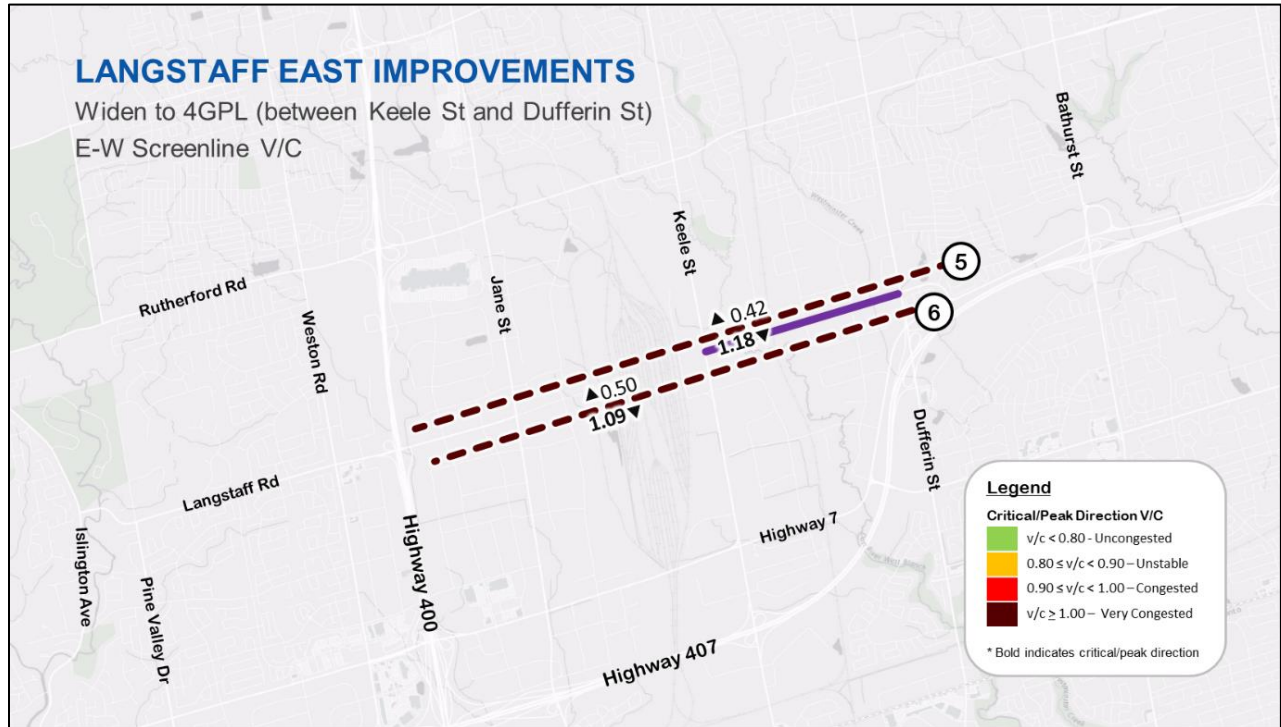 LANGSTAFF EAST IMPROVEMENTS
Widen to 4GPL (between Keele St and Dufferin St)
E-W Screenline V/C
Bathurst St
Keele St
5
Rutherford Rd
Jane St
Weston Rd
▲ 0.42
1.18▼
6
▲0.50
1.09▼
Dufferin St
Langstaff Rd
Highway 7
Highway 400
Islington Ave
Pine Valley Dr
Highway 407
Legend
Critical/Peak Direction V/C
v/c < 0.80 - Uncongested
0.80 ≤ v/c < 0.90 – Unstable
0.90 ≤ v/c < 1.00 – Congested
v/c ≥ 1.00 – Very Congested
* Bold indicates critical/peak direction